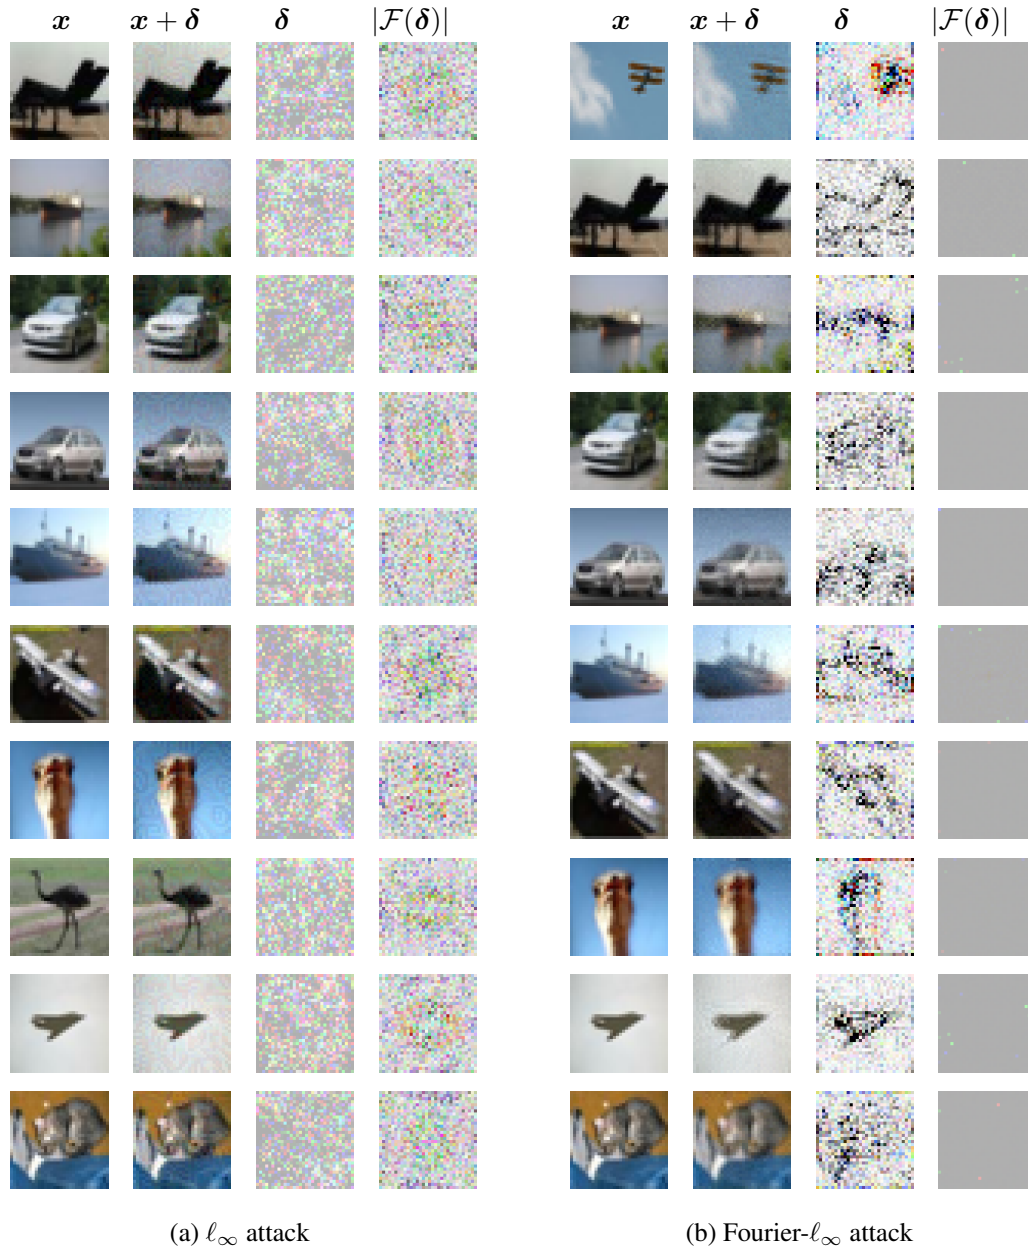 x x + δ δ |F(δ)| x x + δ δ |F(δ)|
(a) ℓ∞ attack (b) Fourier-ℓ∞ attack